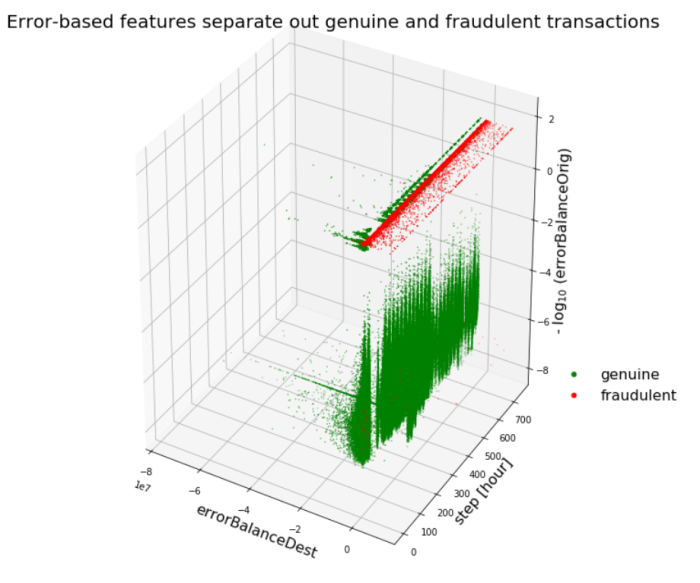 Error-based features separate out genuine and fraudulent transactions
2
0
−2
−4
−6
−8
- log₁₀ (errorBalanceOrig)
genuine
fraudulent
700
600
500
400
300
200
100
0
step [hour]
−8
−6
−4
−2
0
1e7
errorBalanceDest